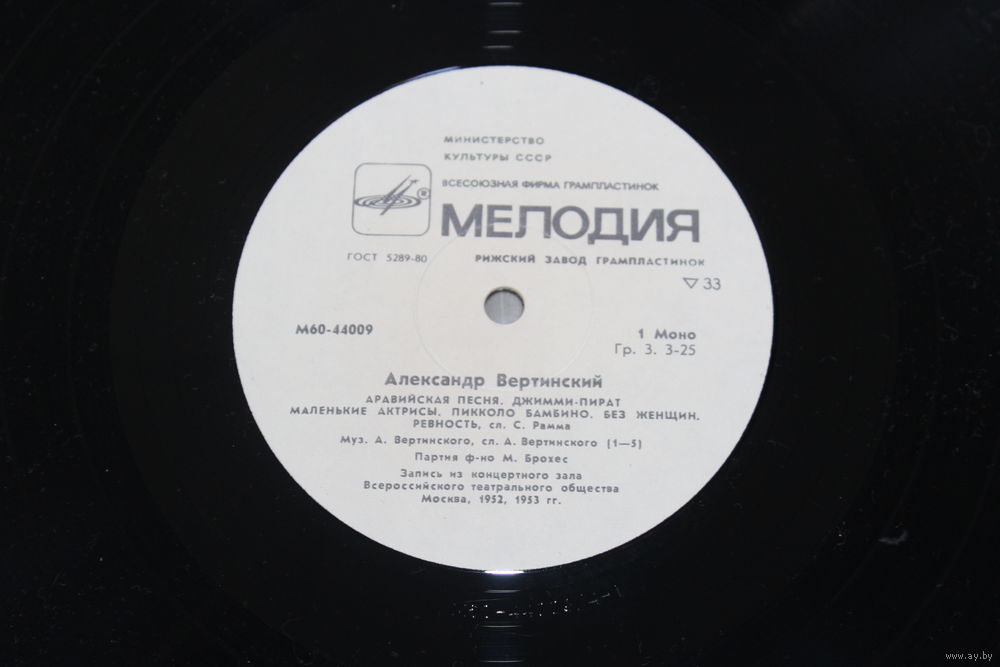 МИНИСТЕРСТВО
КУЛЬТУРЫ СССР
ВСЕСОЮЗНАЯ ФИРМА ГРАМПЛАСТИНОК
® МЕЛОДИЯ
ГОСТ 5289-80 РИЖСКИЙ ЗАВОД ГРАМПЛАСТИНОК
▽ 33
М60-44009 1 Моно
Гр. 3. 3-25
Александр Вертинский
АРАВИЙСКАЯ ПЕСНЯ. ДЖИММИ-ПИРАТ
МАЛЕНЬКИЕ АКТРИСЫ. ПИККОЛО БАМБИНО. БЕЗ ЖЕНЩИН.
РЕВНОСТЬ, сл. С. Рамма
Муз. А. Вертинского, сл. А. Вертинского (1—5)
Партия ф-но М. Брохес
Запись из концертного зала
Всероссийского театрального общества
Москва, 1952, 1953 гг.
www.ay.by